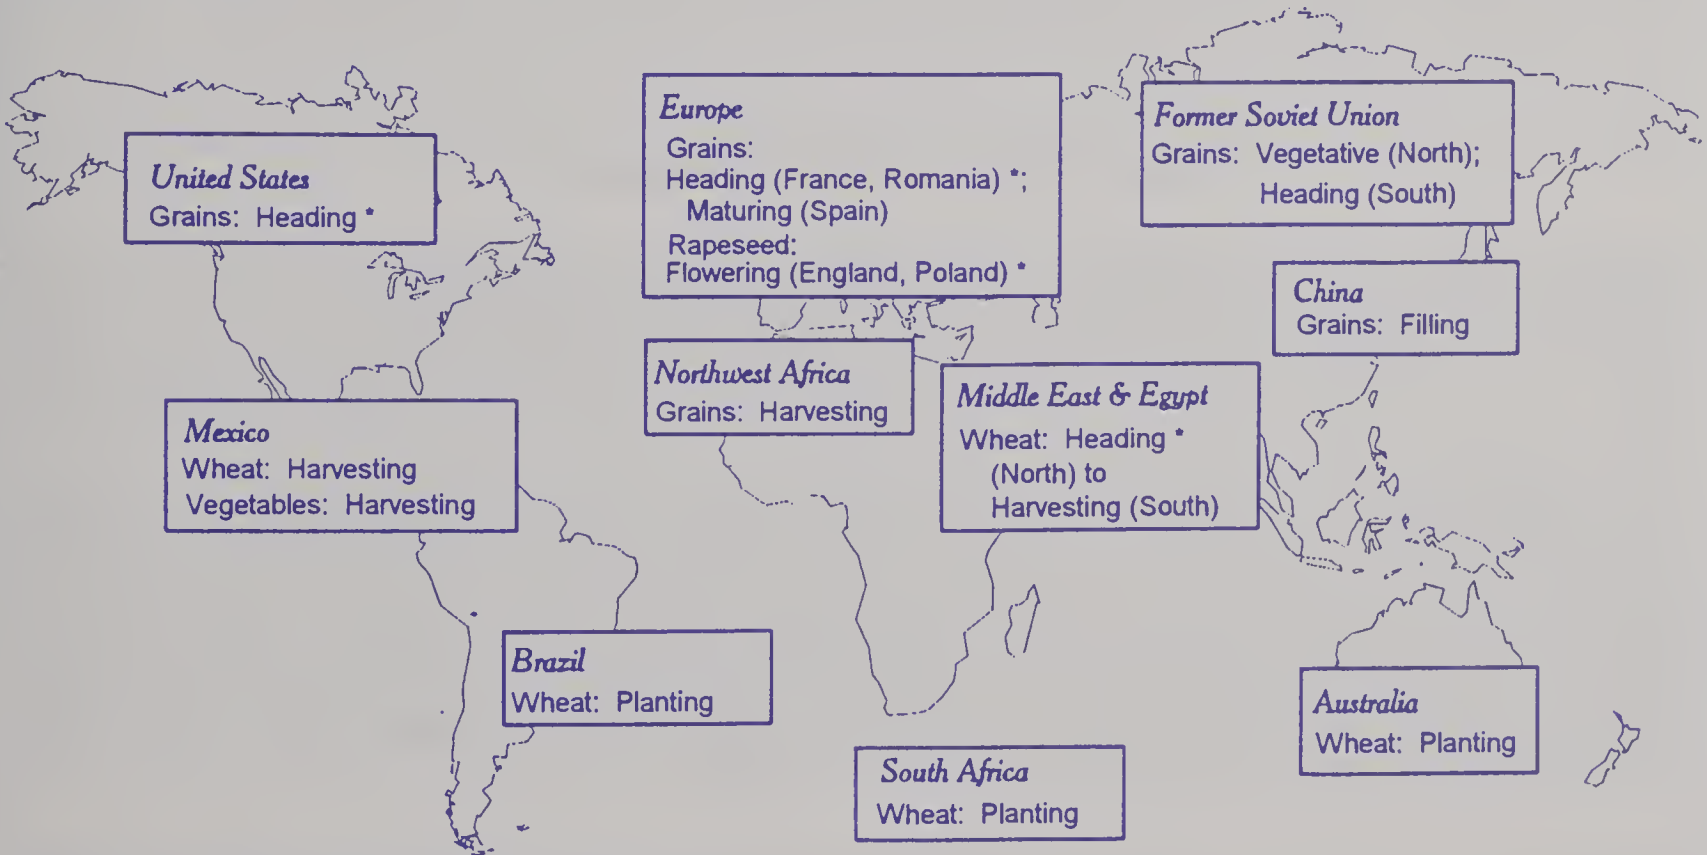 United States
Grains: Heading *
Europe
Grains:
Heading (France, Romania) *;
Maturing (Spain)
Rapeseed:
Flowering (England, Poland) *
Former Soviet Union
Grains: Vegetative (North);
Heading (South)
China
Grains: Filling
Northwest Africa
Grains: Harvesting
Middle East & Egypt
Wheat: Heading *
(North) to
Harvesting (South)
Mexico
Wheat: Harvesting
Vegetables: Harvesting
Brazil
Wheat: Planting
South Africa
Wheat: Planting
Australia
Wheat: Planting